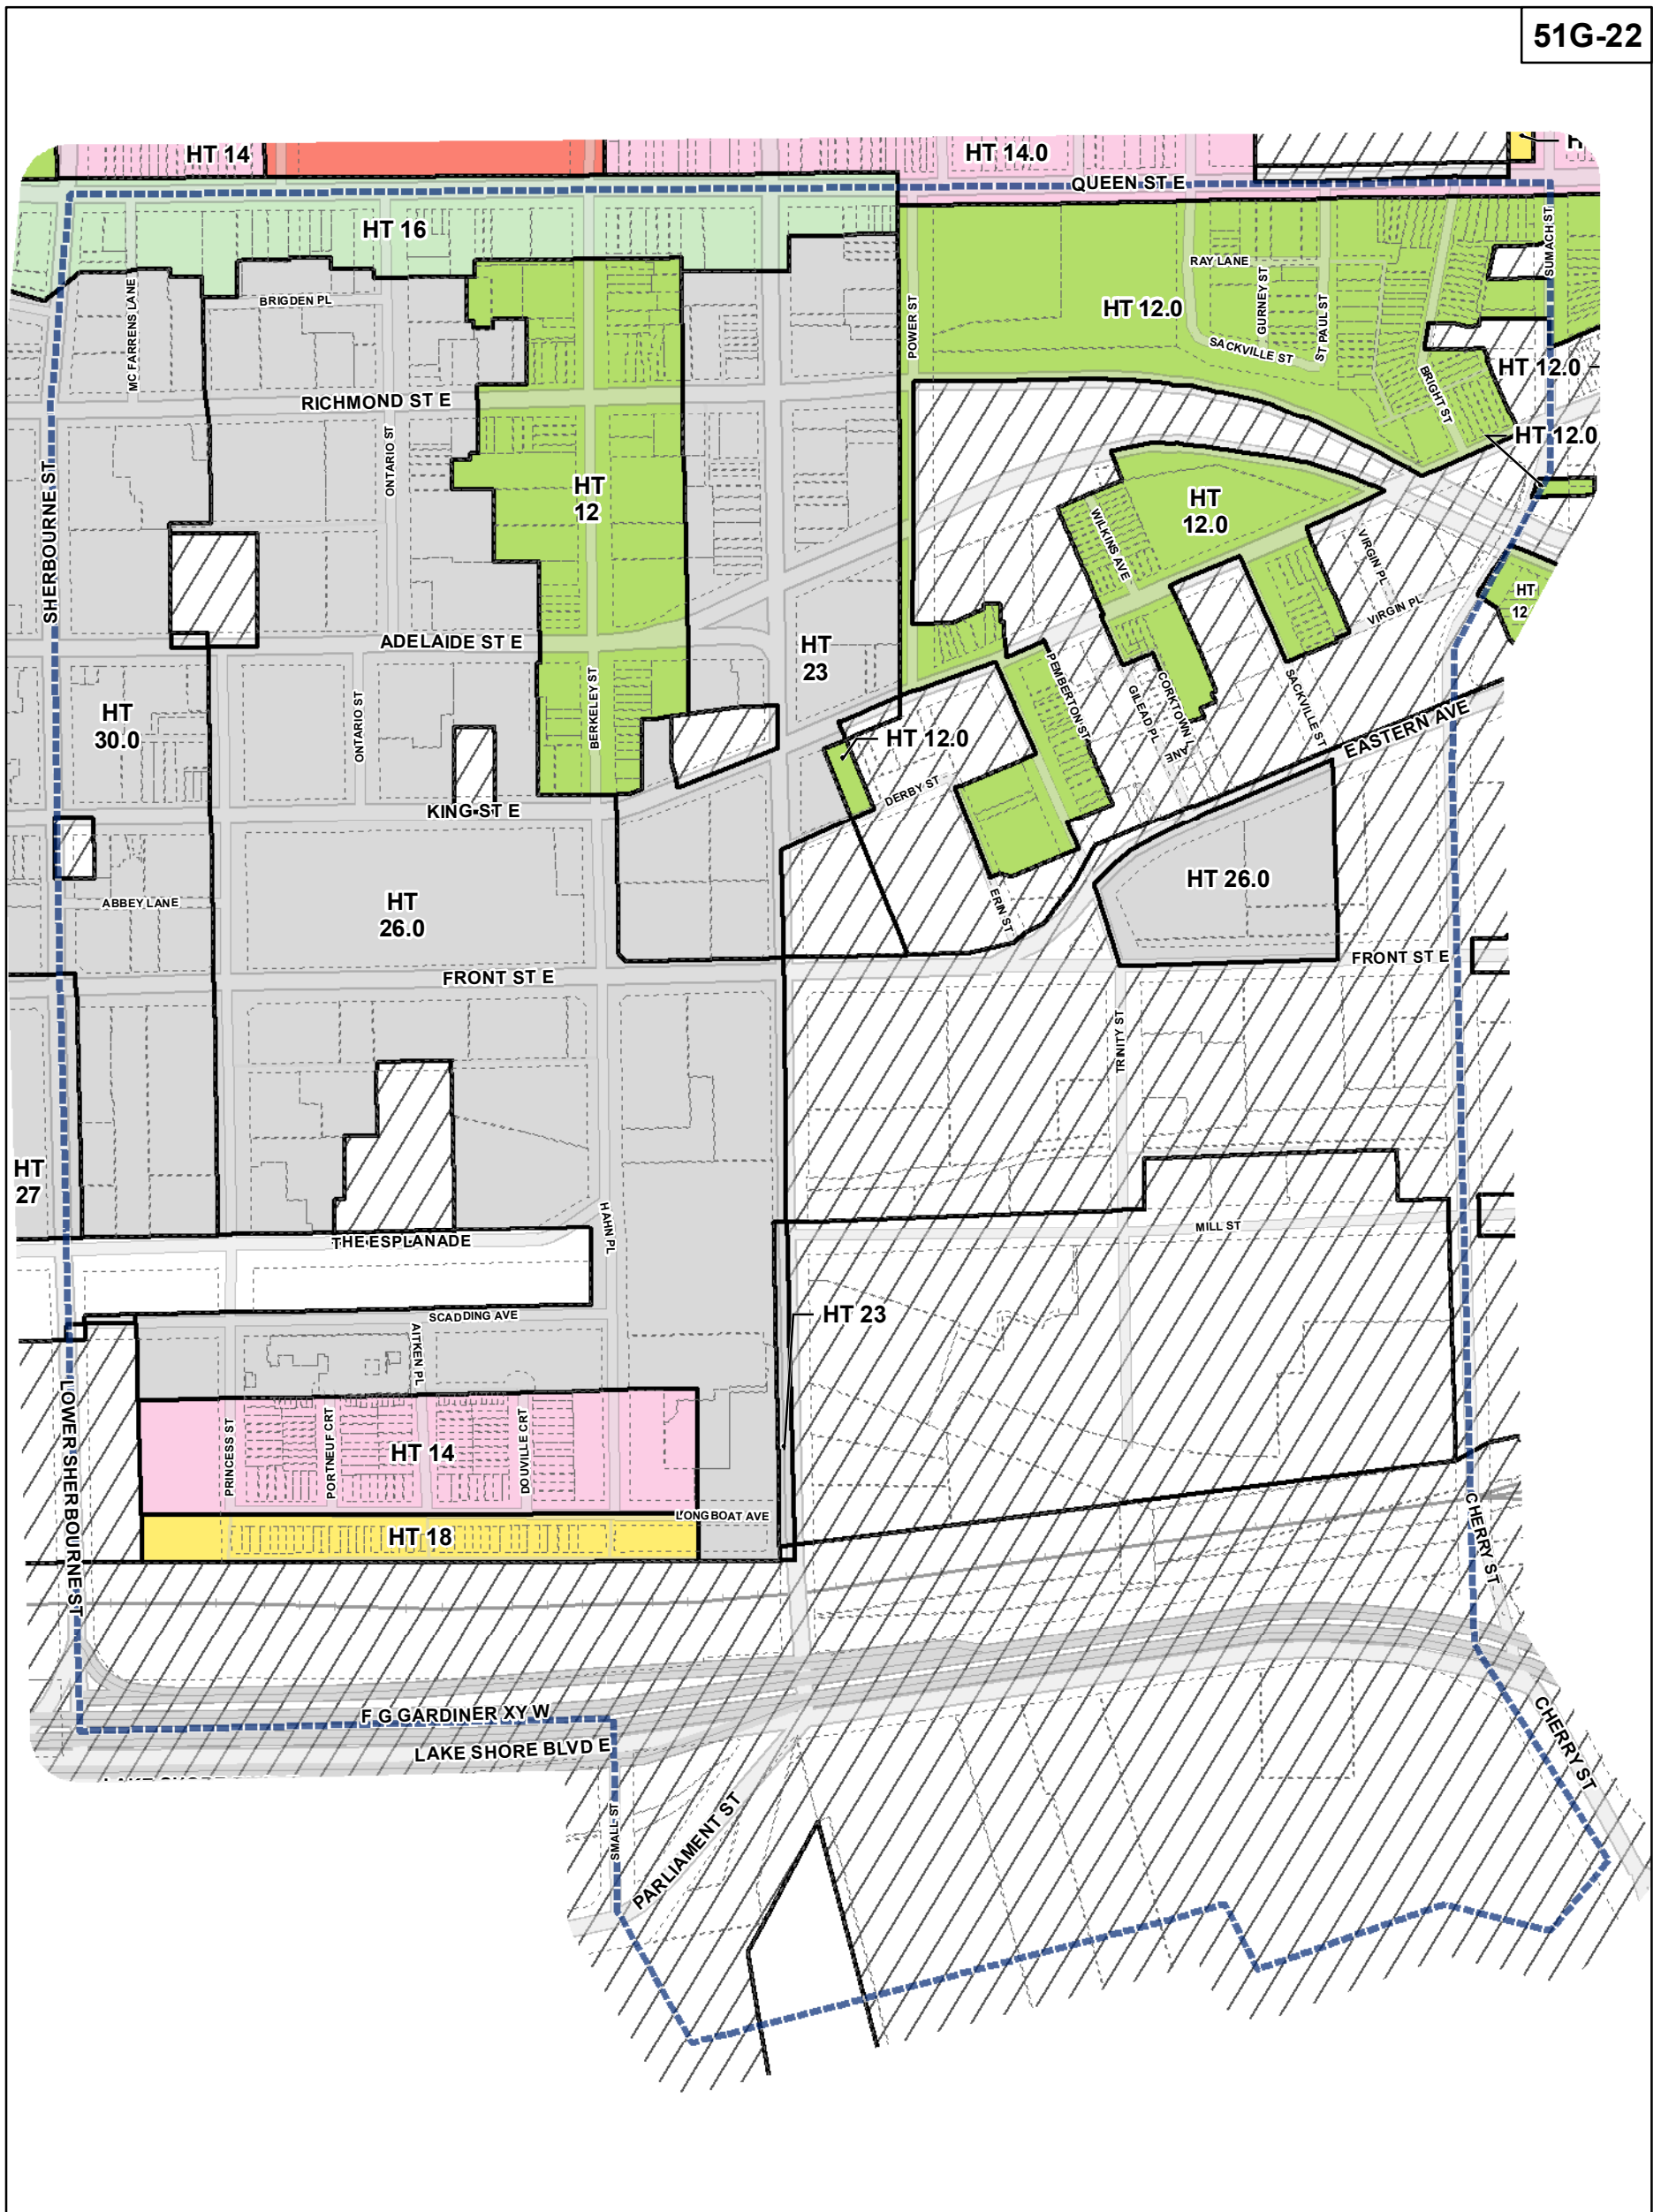 51G-22
HT 14
HT 14.0
H
QUEEN ST E
HT 16
SUMACH ST
RAY LANE
GURNEY ST
ST PAUL ST
HT 12.0
MC FARRENS LANE
BRIGDEN PL
POWER ST
SACKVILLE ST
BRIGHT ST
HT 12.0
RICHMOND ST E
ONTARIO ST
HT 12.0
SHERBOURNE ST
HT
12
HT
12.0
WILKINS AVE
VIRGIN PL
VIRGIN PL
HT
12
ADELAIDE ST E
HT
23
BERKELEY ST
PEMBERTON ST
GILEAD PL
CORKTOWN LANE
SACKVILLE ST
EASTERN AVE
HT
30.0
ONTARIO ST
HT 12.0
DERBY ST
KING ST E
ABBEY LANE
HT
26.0
ERIN ST
HT 26.0
FRONT ST E
FRONT ST E
TRINITY ST
HT
27
HAHN PL
MILL ST
THE ESPLANADE
SCADDING AVE
HT 23
AITKEN PL
LOWER SHERBOURNE ST
PRINCESS ST
PORTNEUF CRT
HT 14
DOUVILLE CRT
LONGBOAT AVE
HT 18
CHERRY ST
F G GARDINER XY W
LAKE SHORE BLVD E
CHERRY ST
SMALL ST
PARLIAMENT ST